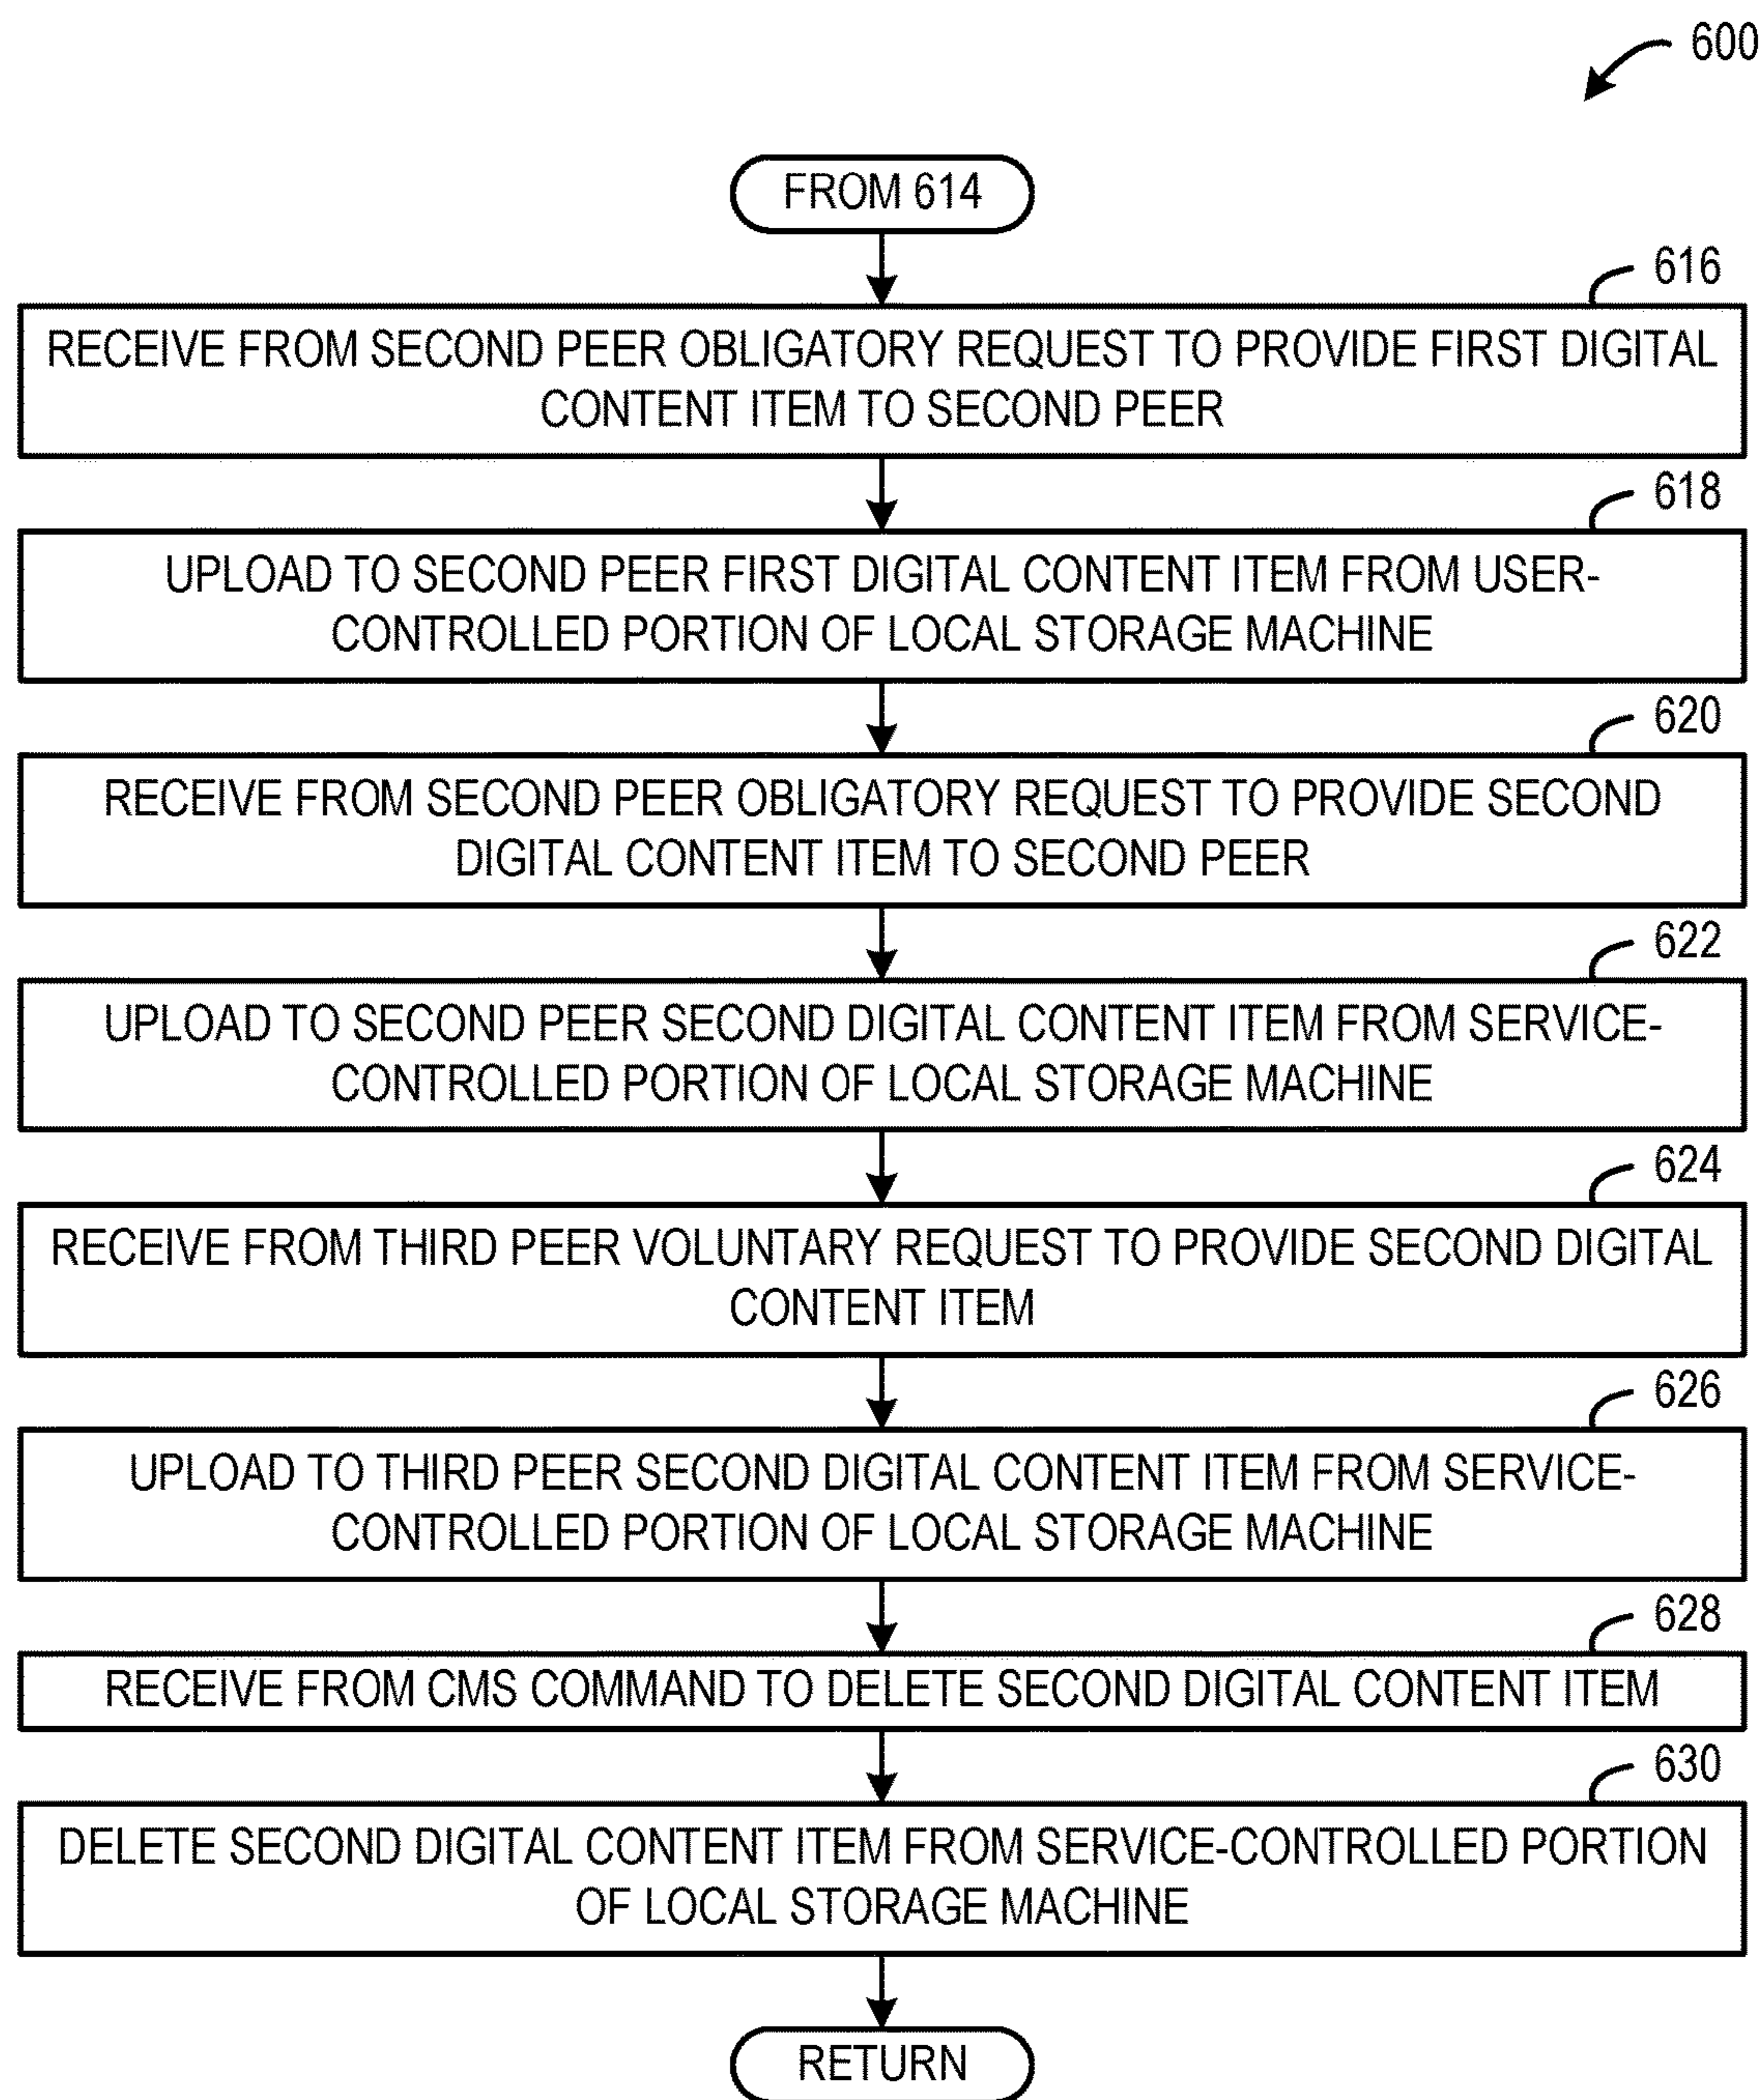 600
FROM 614
616
RECEIVE FROM SECOND PEER OBLIGATORY REQUEST TO PROVIDE FIRST DIGITAL
CONTENT ITEM TO SECOND PEER
618
UPLOAD TO SECOND PEER FIRST DIGITAL CONTENT ITEM FROM USER-
CONTROLLED PORTION OF LOCAL STORAGE MACHINE
620
RECEIVE FROM SECOND PEER OBLIGATORY REQUEST TO PROVIDE SECOND
DIGITAL CONTENT ITEM TO SECOND PEER
622
UPLOAD TO SECOND PEER SECOND DIGITAL CONTENT ITEM FROM SERVICE-
CONTROLLED PORTION OF LOCAL STORAGE MACHINE
624
RECEIVE FROM THIRD PEER VOLUNTARY REQUEST TO PROVIDE SECOND DIGITAL
CONTENT ITEM
626
UPLOAD TO THIRD PEER SECOND DIGITAL CONTENT ITEM FROM SERVICE-
CONTROLLED PORTION OF LOCAL STORAGE MACHINE
628
RECEIVE FROM CMS COMMAND TO DELETE SECOND DIGITAL CONTENT ITEM
630
DELETE SECOND DIGITAL CONTENT ITEM FROM SERVICE-CONTROLLED PORTION
OF LOCAL STORAGE MACHINE
RETURN